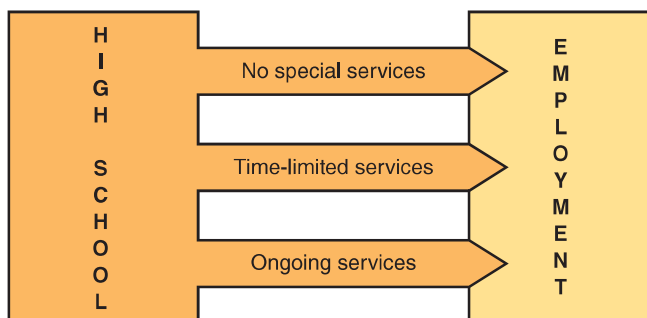 HIGH SCHOOL
No special services
Time-limited services
Ongoing services
EMPLOYMENT